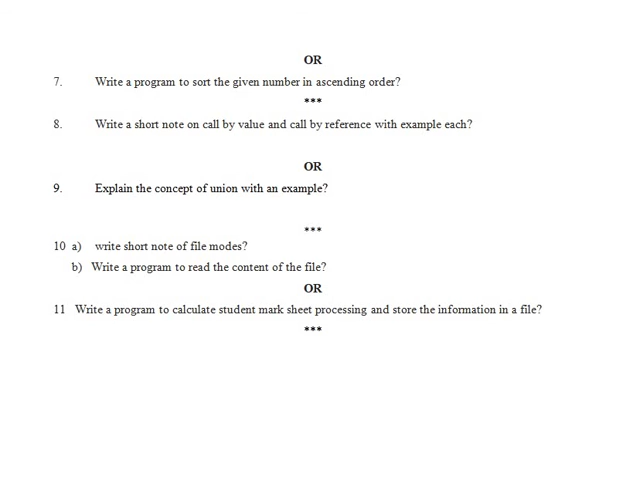 OR
7. Write a program to sort the given number in ascending order?
***
8. Write a short note on call by value and call by reference with example each?
OR
9. Explain the concept of union with an example?
***
10 a) write short note of file modes?
b) Write a program to read the content of the file?
OR
11 Write a program to calculate student mark sheet processing and store the information in a file?
***